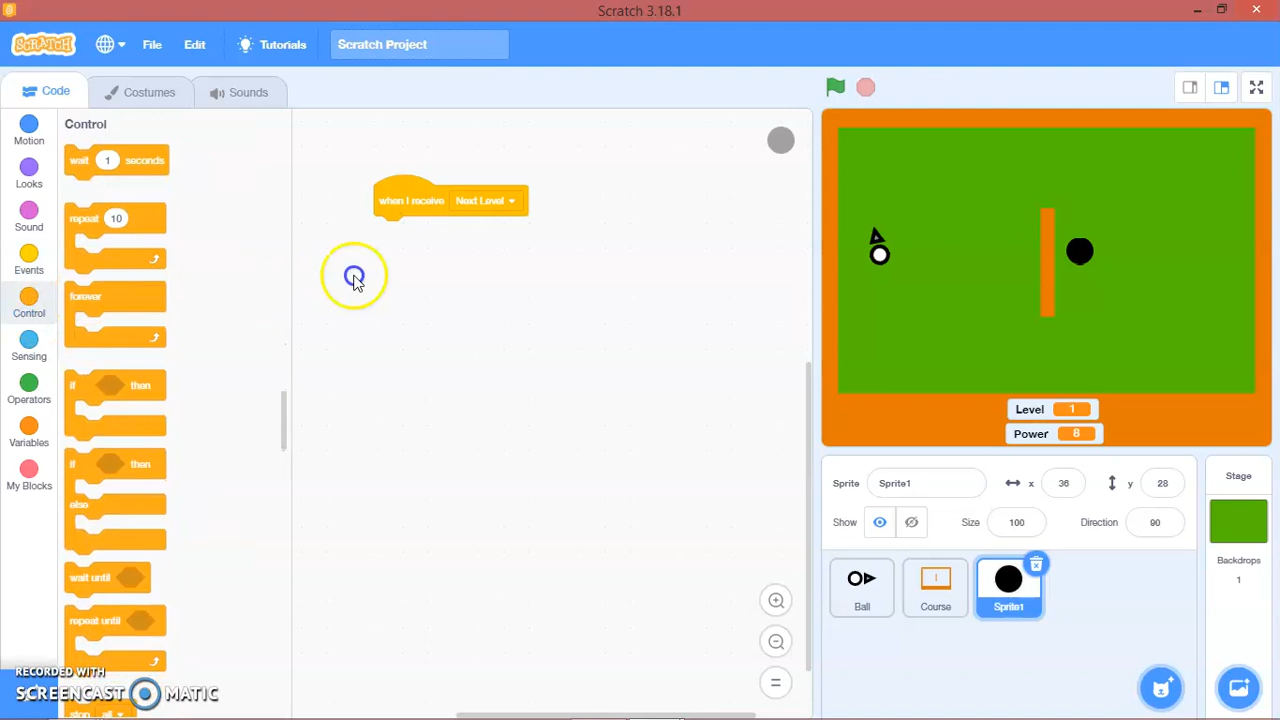 Scratch 3.18.1
SCRATCH File Edit Tutorials Scratch Project
Code Costumes Sounds
Motion
Looks
Sound
Events
Control
Sensing
Operators
Variables
My Blocks
Control
wait 1 seconds
repeat 10
forever
if then
if then
else
wait until
repeat until
stop all
when I receive Next Level
Level 1
Power 8
Sprite Sprite1 x 36 y 28
Show Size 100 Direction 90
Ball Course Sprite1
Stage
Backdrops
1
RECORDED WITH
SCREENCAST MATIC